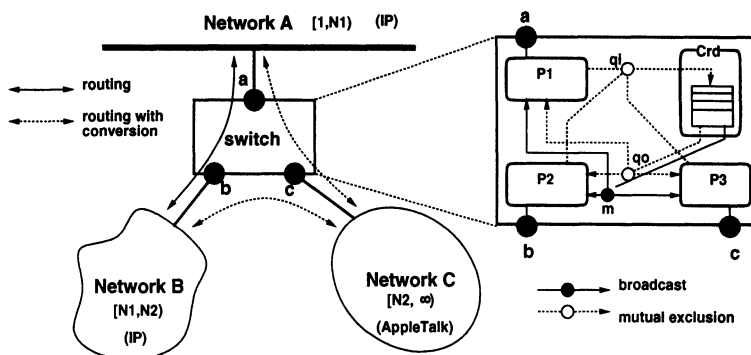 Network A [1,N1) (IP)
routing
routing with
conversion
a
switch
b
c
Network B
[N1,N2)
(IP)
Network C
[N2, ∞)
(AppleTalk)
a
P1
qi
Crd
P2
qo
P3
m
b
c
broadcast
mutual exclusion